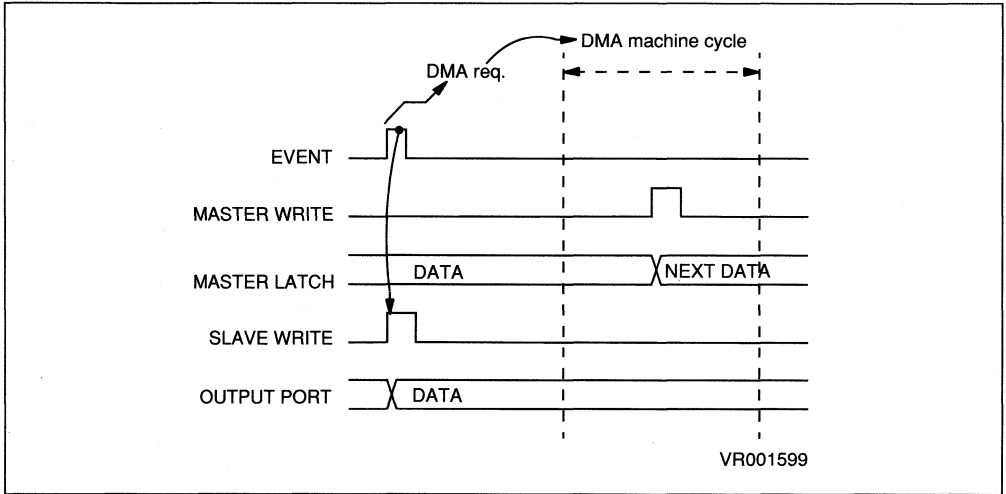 DMA machine cycle
DMA req.
EVENT
MASTER WRITE
MASTER LATCH DATA NEXT DATA
SLAVE WRITE
OUTPUT PORT DATA
VR001599